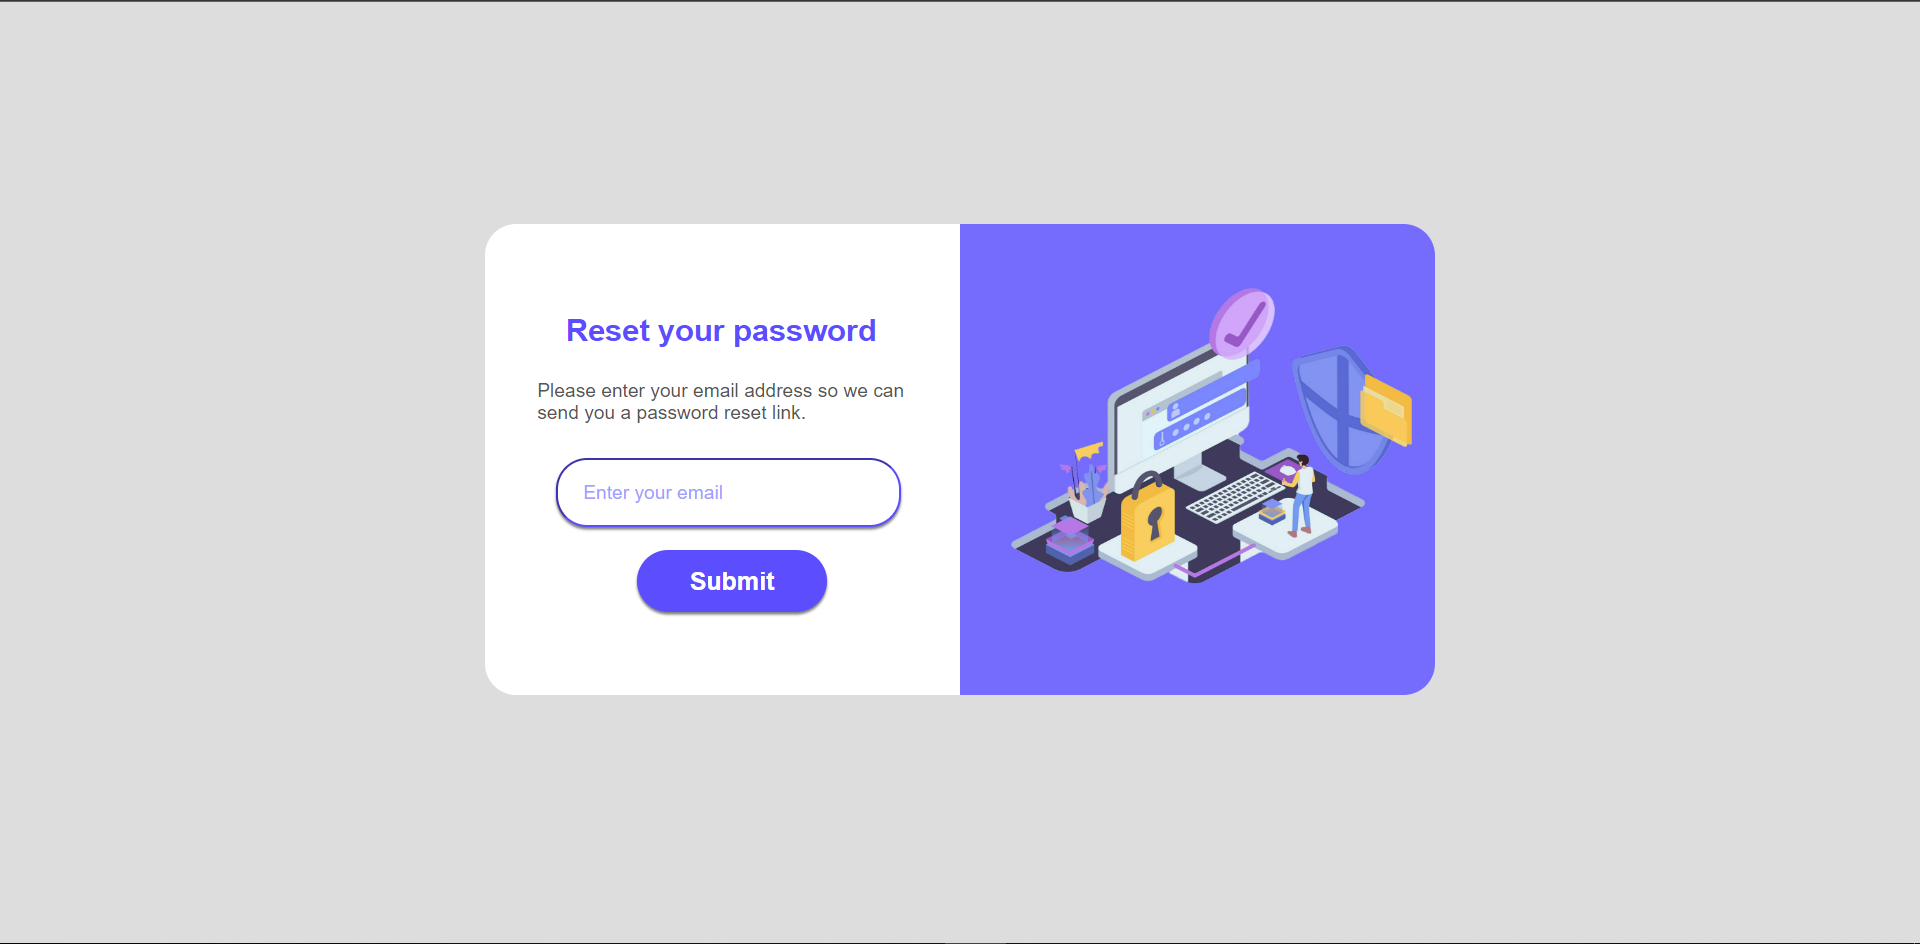 Reset your password
Please enter your email address so we can
send you a password reset link.
Enter your email
Submit